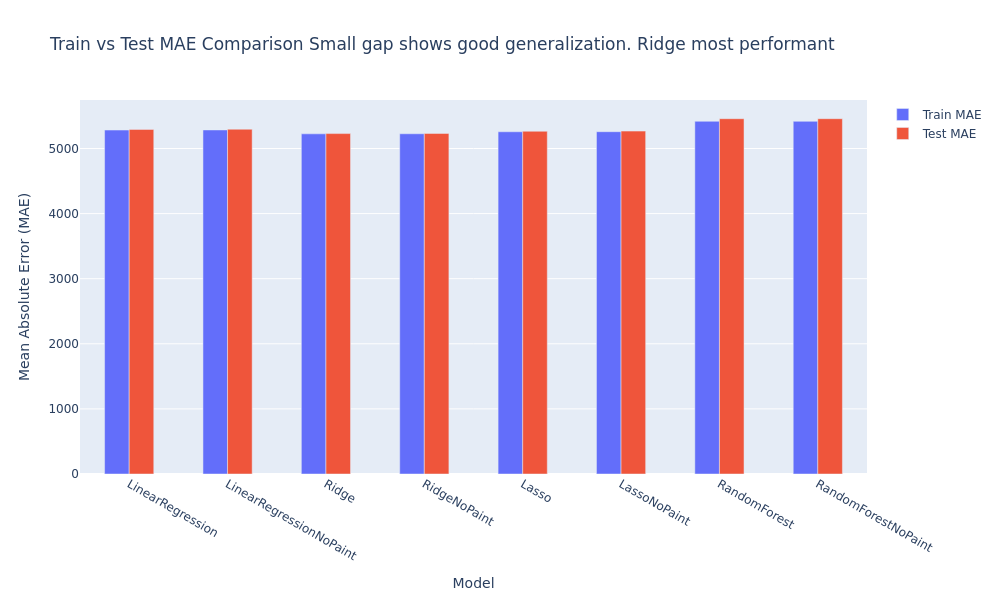 Train vs Test MAE Comparison Small gap shows good generalization. Ridge most performant
Train MAE
Test MAE
Mean Absolute Error (MAE)
5000
4000
3000
2000
1000
0
LinearRegression
LinearRegressionNoPaint
Ridge
RidgeNoPaint
Lasso
LassoNoPaint
RandomForest
RandomForestNoPaint
Model